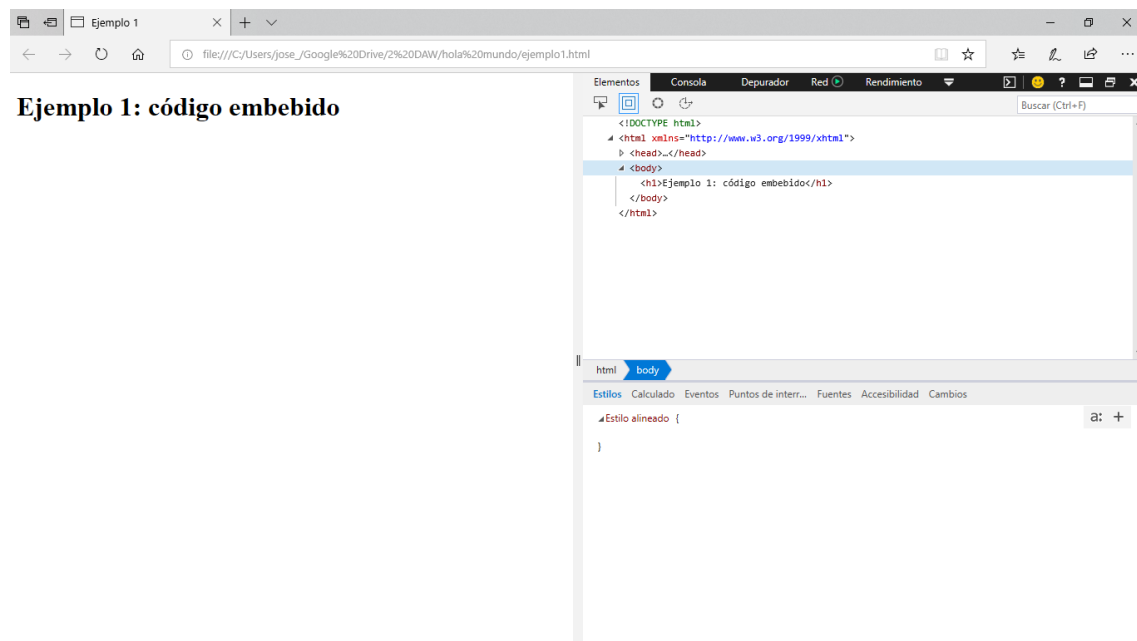 Ejemplo 1
file:///C:/Users/jose_/Google%20Drive/2%20DAW/hola%20mundo/ejemplo1.html
Ejemplo 1: código embebido
Elementos Consola Depurador Red Rendimiento ?
Buscar (Ctrl+F)
<!DOCTYPE html>
<html xmlns="http://www.w3.org/1999/xhtml">
<head>…</head>
<body>
<h1>Ejemplo 1: código embebido</h1>
</body>
</html>
html body
Estilos Calculado Eventos Puntos de interr... Fuentes Accesibilidad Cambios
Estilo alineado {
a: +
}